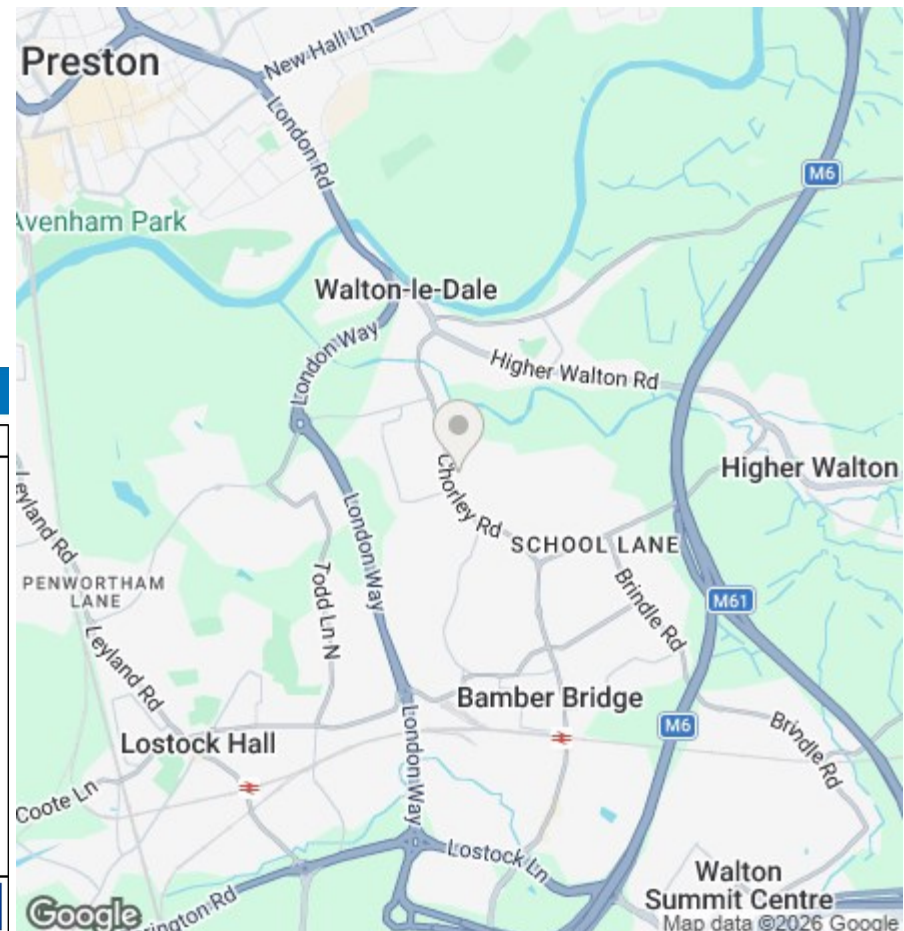 Preston
New Hall Ln
London Rd
M6
Avenham Park
Walton-le-Dale
London Way
Higher Walton Rd
Higher Walton
Chorley Rd
Leyland Rd
London Way
SCHOOL LANE
PENWORTHAM
LANE
Todd Ln N
Brindle Rd
M61
Leyland Rd
Bamber Bridge
M6
Brindle Rd
Lostock Hall
London Way
Coote Ln
Lostock Ln
Walton
Summit Centre
rrington Rd
Google
Map data ©2026 Google